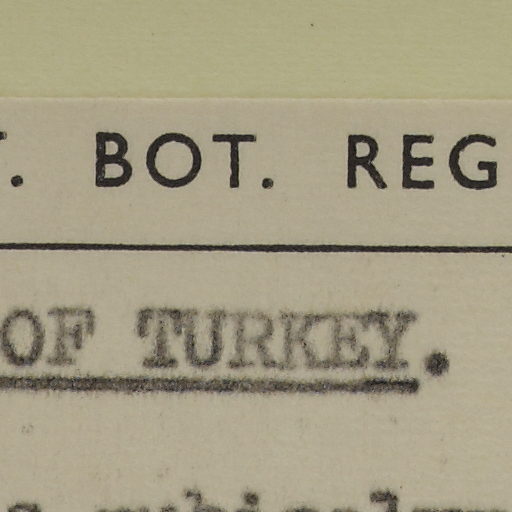 . BOT. REG
OF TURKEY.